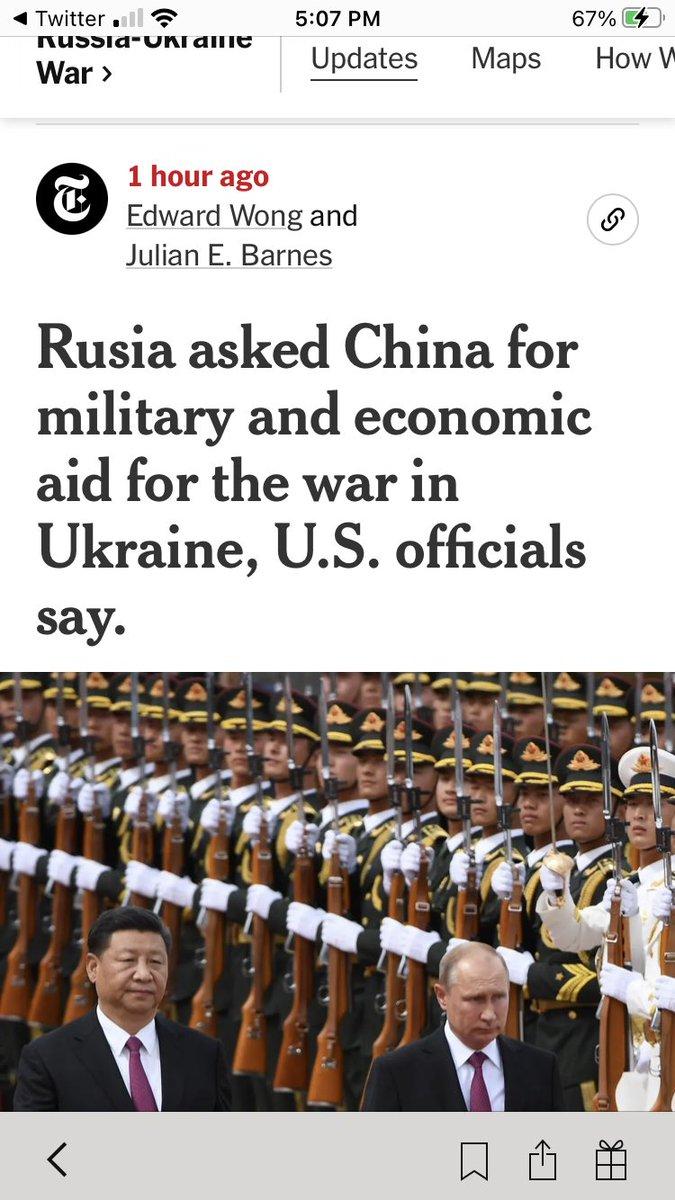 Twitter 5:07 PM 67%
Russia-Ukraine
War > Updates Maps How W
1 hour ago
Edward Wong and
Julian E. Barnes
Rusia asked China for
military and economic
aid for the war in
Ukraine, U.S. officials
say.